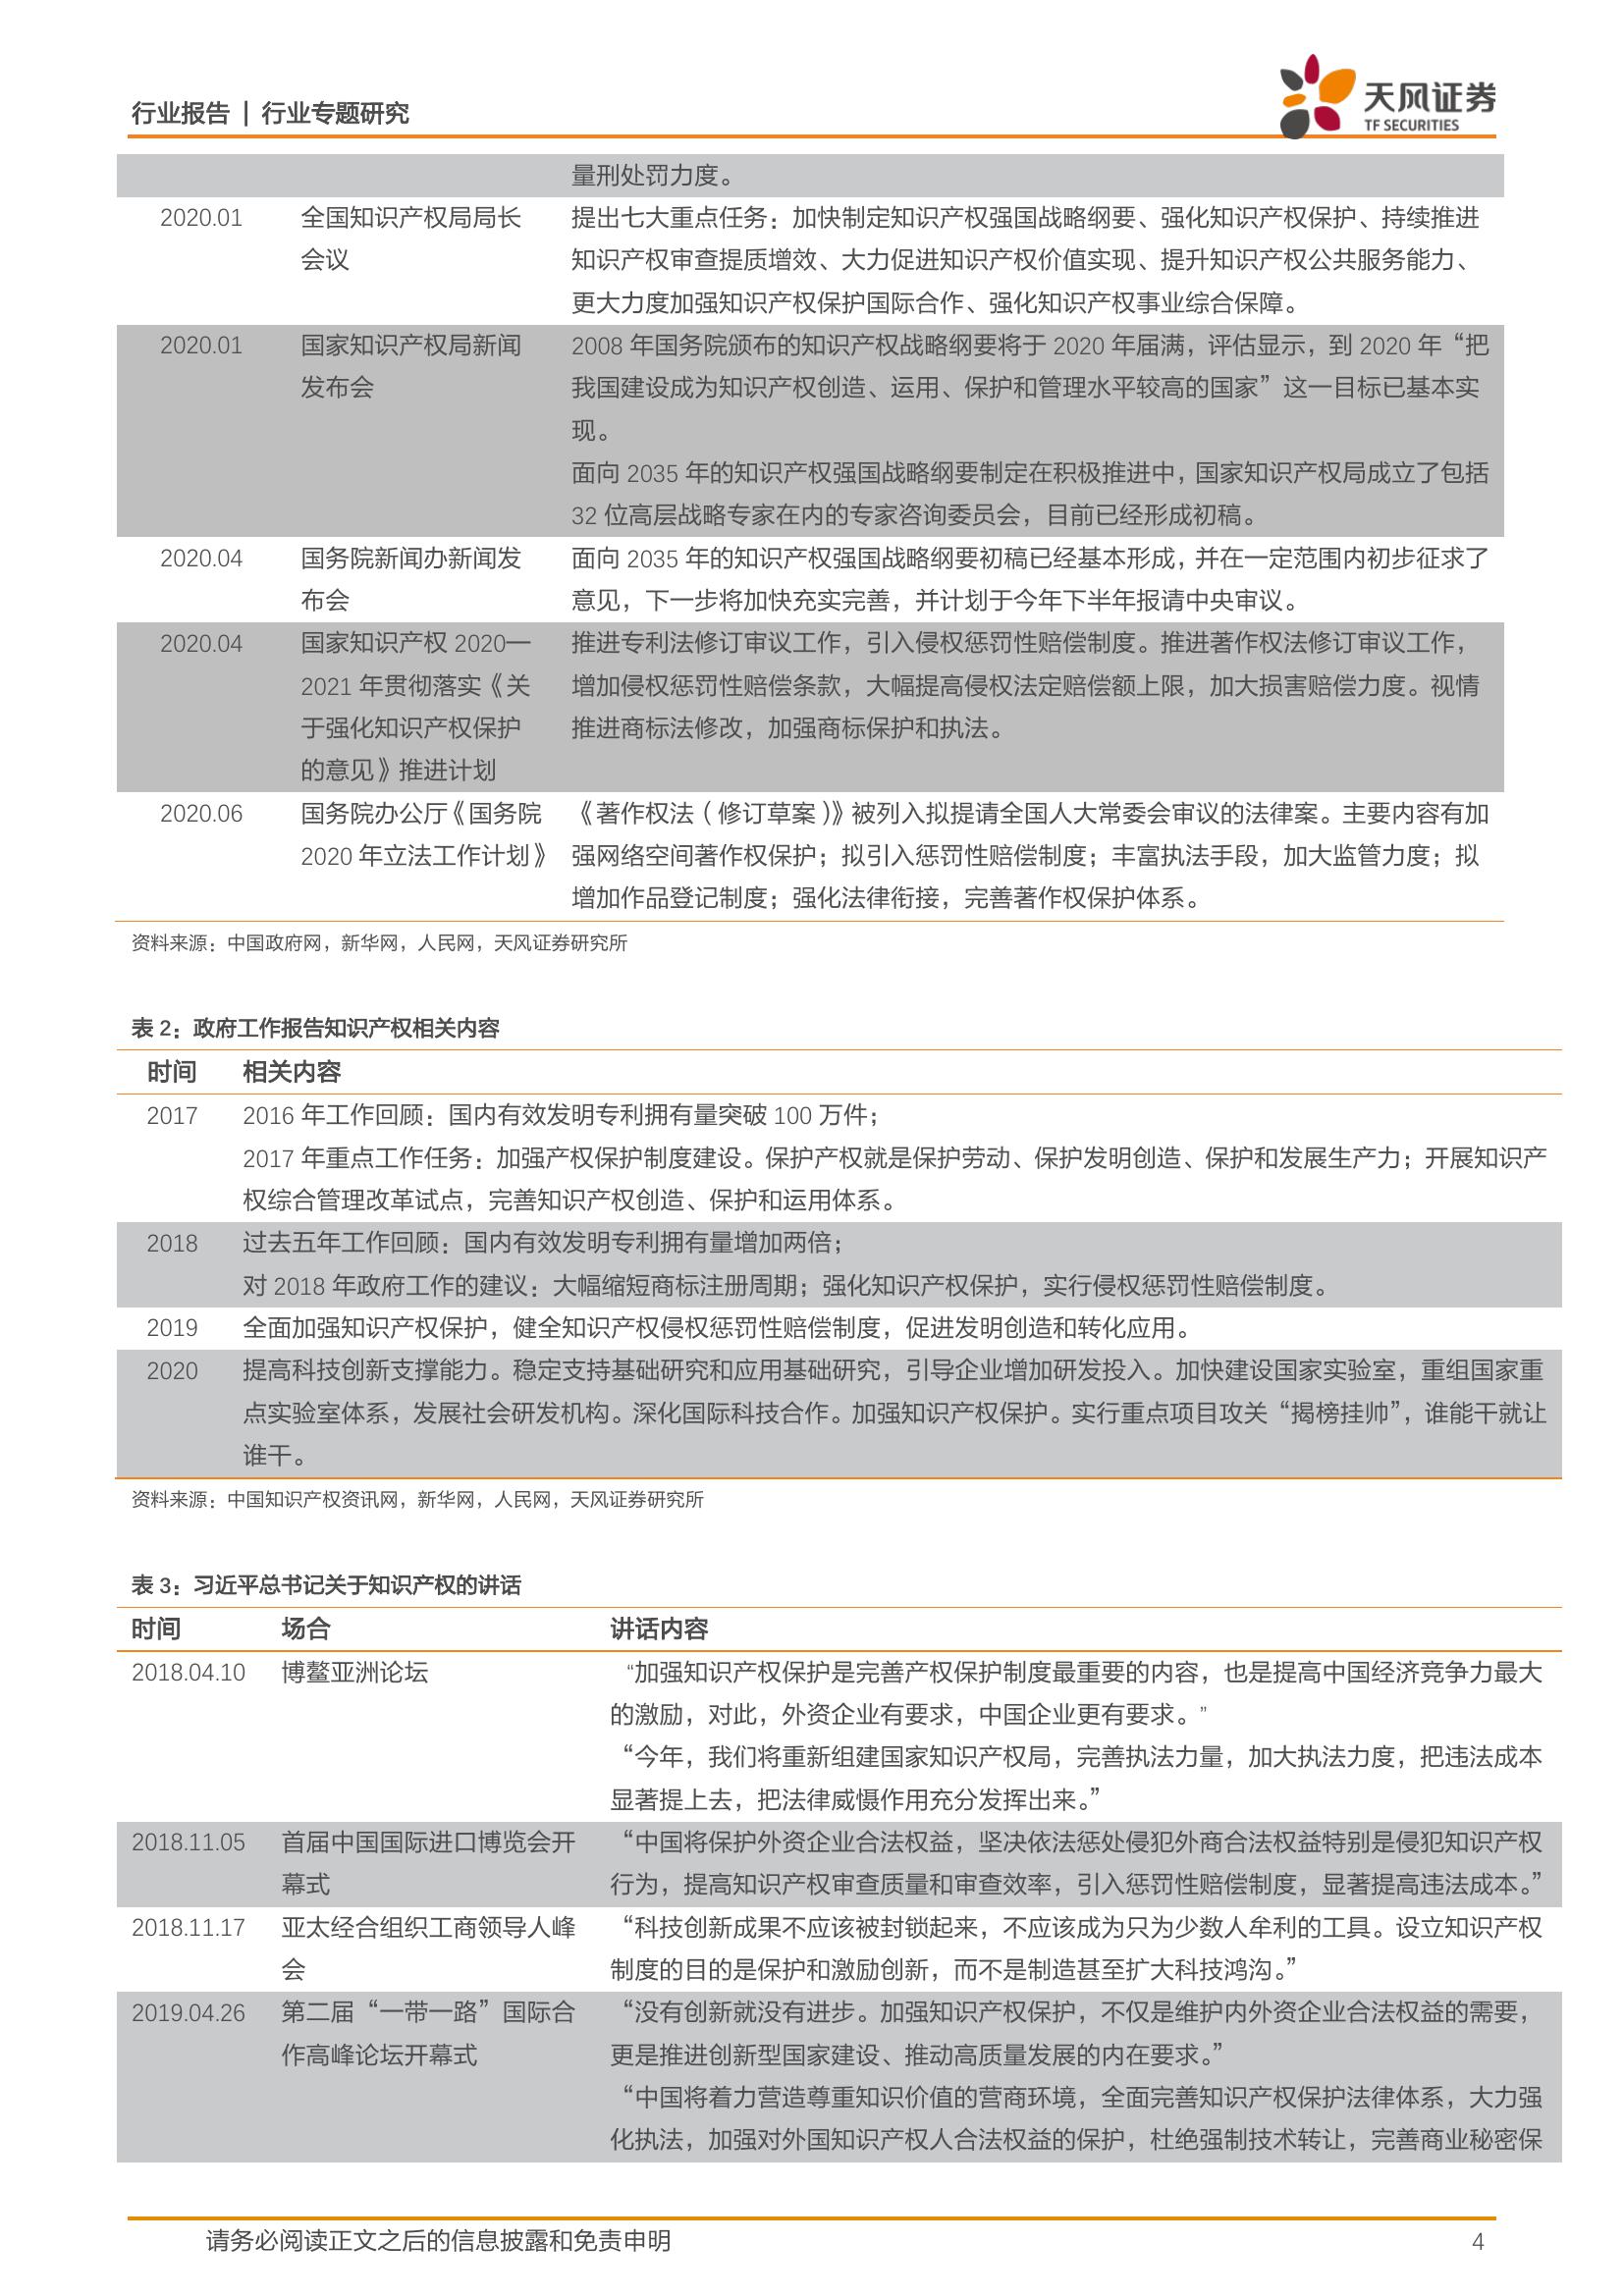 行业报告 | 行业专题研究
天风证券
TF SECURITIES
量刑处罚力度。
2020.01 全国知识产权局局长 提出七大重点任务：加快制定知识产权强国战略纲要、强化知识产权保护、持续推进
会议 知识产权审查提质增效、大力促进知识产权价值实现、提升知识产权公共服务能力、
更大力度加强知识产权保护国际合作、强化知识产权事业综合保障。
2020.01 国家知识产权局新闻 2008 年国务院颁布的知识产权战略纲要将于 2020 年届满，评估显示，到 2020 年“把
发布会 我国建设成为知识产权创造、运用、保护和管理水平较高的国家”这一目标已基本实
现。
面向 2035 年的知识产权强国战略纲要制定在积极推进中，国家知识产权局成立了包括
32 位高层战略专家在内的专家咨询委员会，目前已经形成初稿。
2020.04 国务院新闻办新闻发 面向 2035 年的知识产权强国战略纲要初稿已经基本形成，并在一定范围内初步征求了
布会 意见，下一步将加快充实完善，并计划于今年下半年报请中央审议。
2020.04 国家知识产权 2020— 推进专利法修订审议工作，引入侵权惩罚性赔偿制度。推进著作权法修订审议工作，
2021 年贯彻落实《关 增加侵权惩罚性赔偿条款，大幅提高侵权法定赔偿额上限，加大损害赔偿力度。视情
于强化知识产权保护 推进商标法修改，加强商标保护和执法。
的意见》推进计划
2020.06 国务院办公厅《国务院 《著作权法（修订草案）》被列入拟提请全国人大常委会审议的法律案。主要内容有加
2020 年立法工作计划》 强网络空间著作权保护；拟引入惩罚性赔偿制度；丰富执法手段，加大监管力度；拟
增加作品登记制度；强化法律衔接，完善著作权保护体系。
资料来源：中国政府网，新华网，人民网，天风证券研究所
表 2：政府工作报告知识产权相关内容
时间 相关内容
2017 2016 年工作回顾：国内有效发明专利拥有量突破 100 万件；
2017 年重点工作任务：加强产权保护制度建设。保护产权就是保护劳动、保护发明创造、保护和发展生产力；开展知识产
权综合管理改革试点，完善知识产权创造、保护和运用体系。
2018 过去五年工作回顾：国内有效发明专利拥有量增加两倍；
对 2018 年政府工作的建议：大幅缩短商标注册周期；强化知识产权保护，实行侵权惩罚性赔偿制度。
2019 全面加强知识产权保护，健全知识产权侵权惩罚性赔偿制度，促进发明创造和转化应用。
2020 提高科技创新支撑能力。稳定支持基础研究和应用基础研究，引导企业增加研发投入。加快建设国家实验室，重组国家重
点实验室体系，发展社会研发机构。深化国际科技合作。加强知识产权保护。实行重点项目攻关“揭榜挂帅”，谁能干就让
谁干。
资料来源：中国知识产权资讯网，新华网，人民网，天风证券研究所
表 3：习近平总书记关于知识产权的讲话
时间 场合 讲话内容
2018.04.10 博鳌亚洲论坛 “加强知识产权保护是完善产权保护制度最重要的内容，也是提高中国经济竞争力最大
的激励，对此，外资企业有要求，中国企业更有要求。”
“今年，我们将重新组建国家知识产权局，完善执法力量，加大执法力度，把违法成本
显著提上去，把法律威慑作用充分发挥出来。”
2018.11.05 首届中国国际进口博览会开 “中国将保护外资企业合法权益，坚决依法惩处侵犯外商合法权益特别是侵犯知识产权
幕式 行为，提高知识产权审查质量和审查效率，引入惩罚性赔偿制度，显著提高违法成本。”
2018.11.17 亚太经合组织工商领导人峰 “科技创新成果不应该被封锁起来，不应该成为只为少数人牟利的工具。设立知识产权
会 制度的目的是保护和激励创新，而不是制造甚至扩大科技鸿沟。”
2019.04.26 第二届“一带一路”国际合 “没有创新就没有进步。加强知识产权保护，不仅是维护内外资企业合法权益的需要，
作高峰论坛开幕式 更是推进创新型国家建设、推动高质量发展的内在要求。”
“中国将着力营造尊重知识价值的营商环境，全面完善知识产权保护法律体系，大力强
化执法，加强对外国知识产权人合法权益的保护，杜绝强制技术转让，完善商业秘密保
请务必阅读正文之后的信息披露和免责申明 4